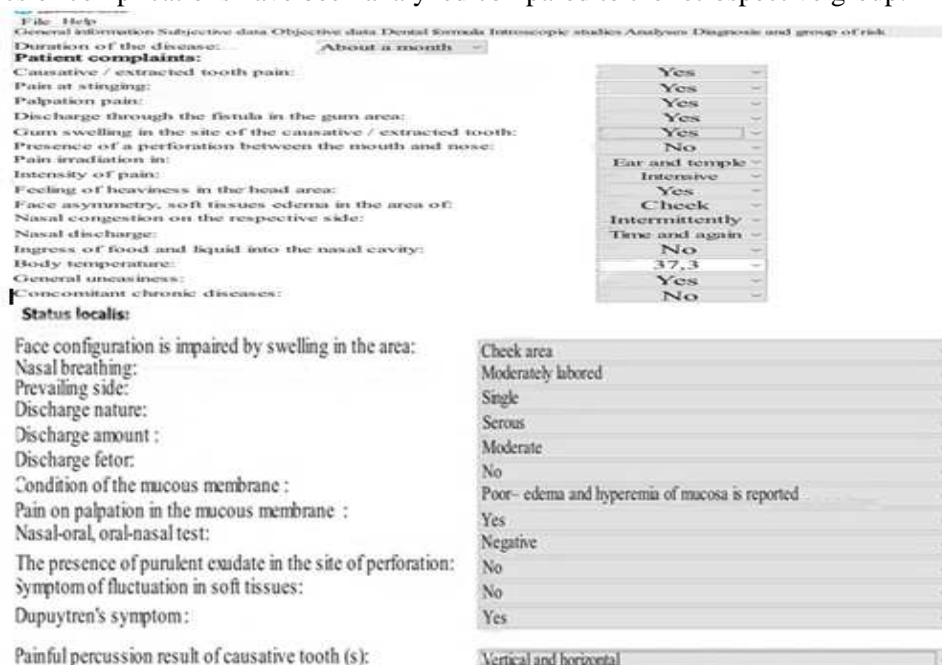 File Help
General information Subjective data Objective data Dental formula Introscopic studies Analyses Diagnosis and group of risk
Duration of the disease: About a month
Patient complaints:
Causative / extracted tooth pain: Yes
Pain at stinging: Yes
Palpation pain: Yes
Discharge through the fistula in the gum area: Yes
Gum swelling in the site of the causative / extracted tooth: Yes
Presence of a perforation between the mouth and nose: No
Pain irradiation in: Ear and temple
Intensity of pain: Intensive
Feeling of heaviness in the head area: Yes
Face asymmetry, soft tissues edema in the area of: Cheek
Nasal congestion on the respective side: Intermittently
Nasal discharge: Time and again
Ingress of food and liquid into the nasal cavity: No
Body temperature: 37,3
General uneasiness: Yes
Concomitant chronic diseases: No
Status localis:
Face configuration is impaired by swelling in the area: Cheek area
Nasal breathing: Moderately labored
Prevailing side: Single
Discharge nature: Serous
Discharge amount : Moderate
Discharge fetor: No
Condition of the mucous membrane : Poor– edema and hyperemia of mucosa is reported
Pain on palpation in the mucous membrane : Yes
Nasal-oral, oral-nasal test: Negative
The presence of purulent exudate in the site of perforation: No
Symptom of fluctuation in soft tissues: No
Dupuytren's symptom : Yes
Painful percussion result of causative tooth (s): Vertical and horizontal